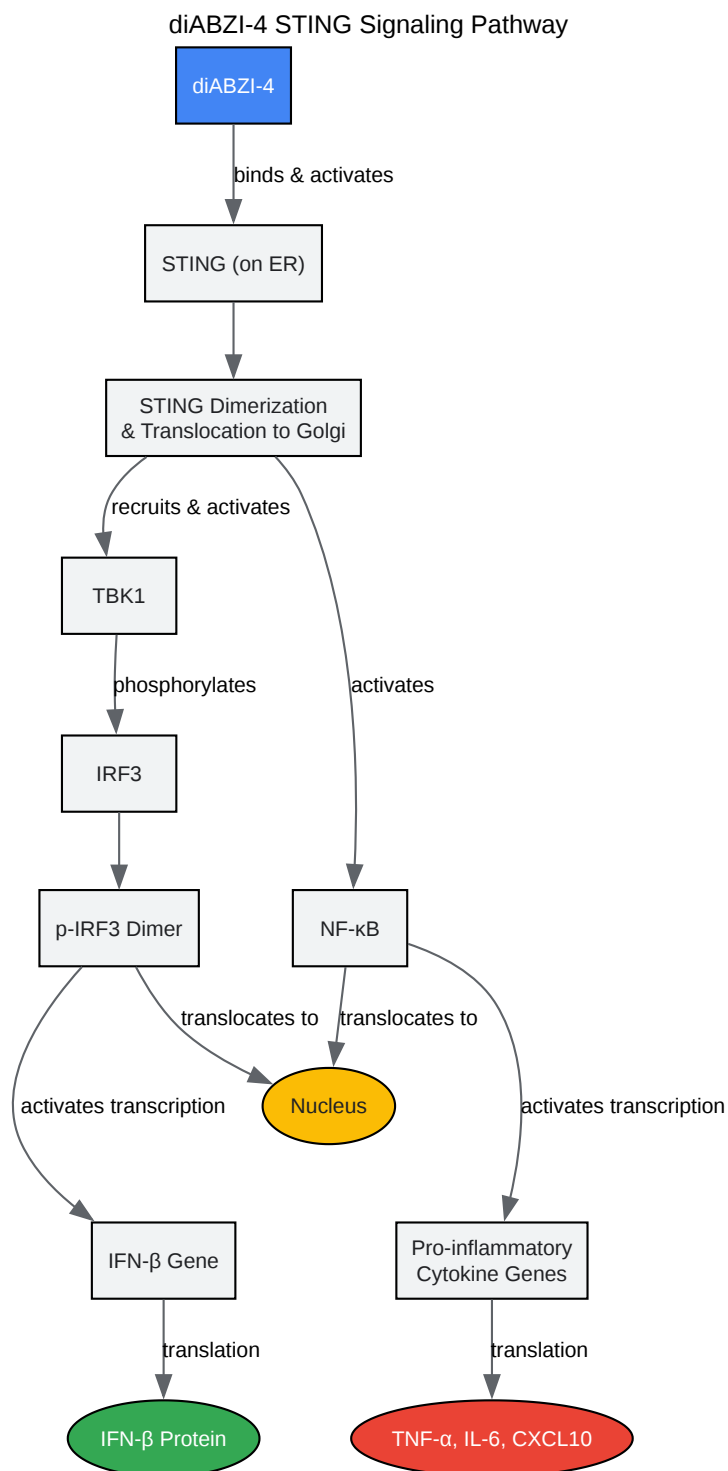 diABZI-4 STING Signaling Pathway
diABZI-4
binds & activates
STING (on ER)
STING Dimerization
& Translocation to Golgi
recruits & activates
TBK1
phosphorylates
activates
IRF3
p-IRF3 Dimer
NF-κB
translocates to
translocates to
Nucleus
activates transcription
activates transcription
IFN-β Gene
Pro-inflammatory
Cytokine Genes
translation
translation
IFN-β Protein
TNF-α, IL-6, CXCL10